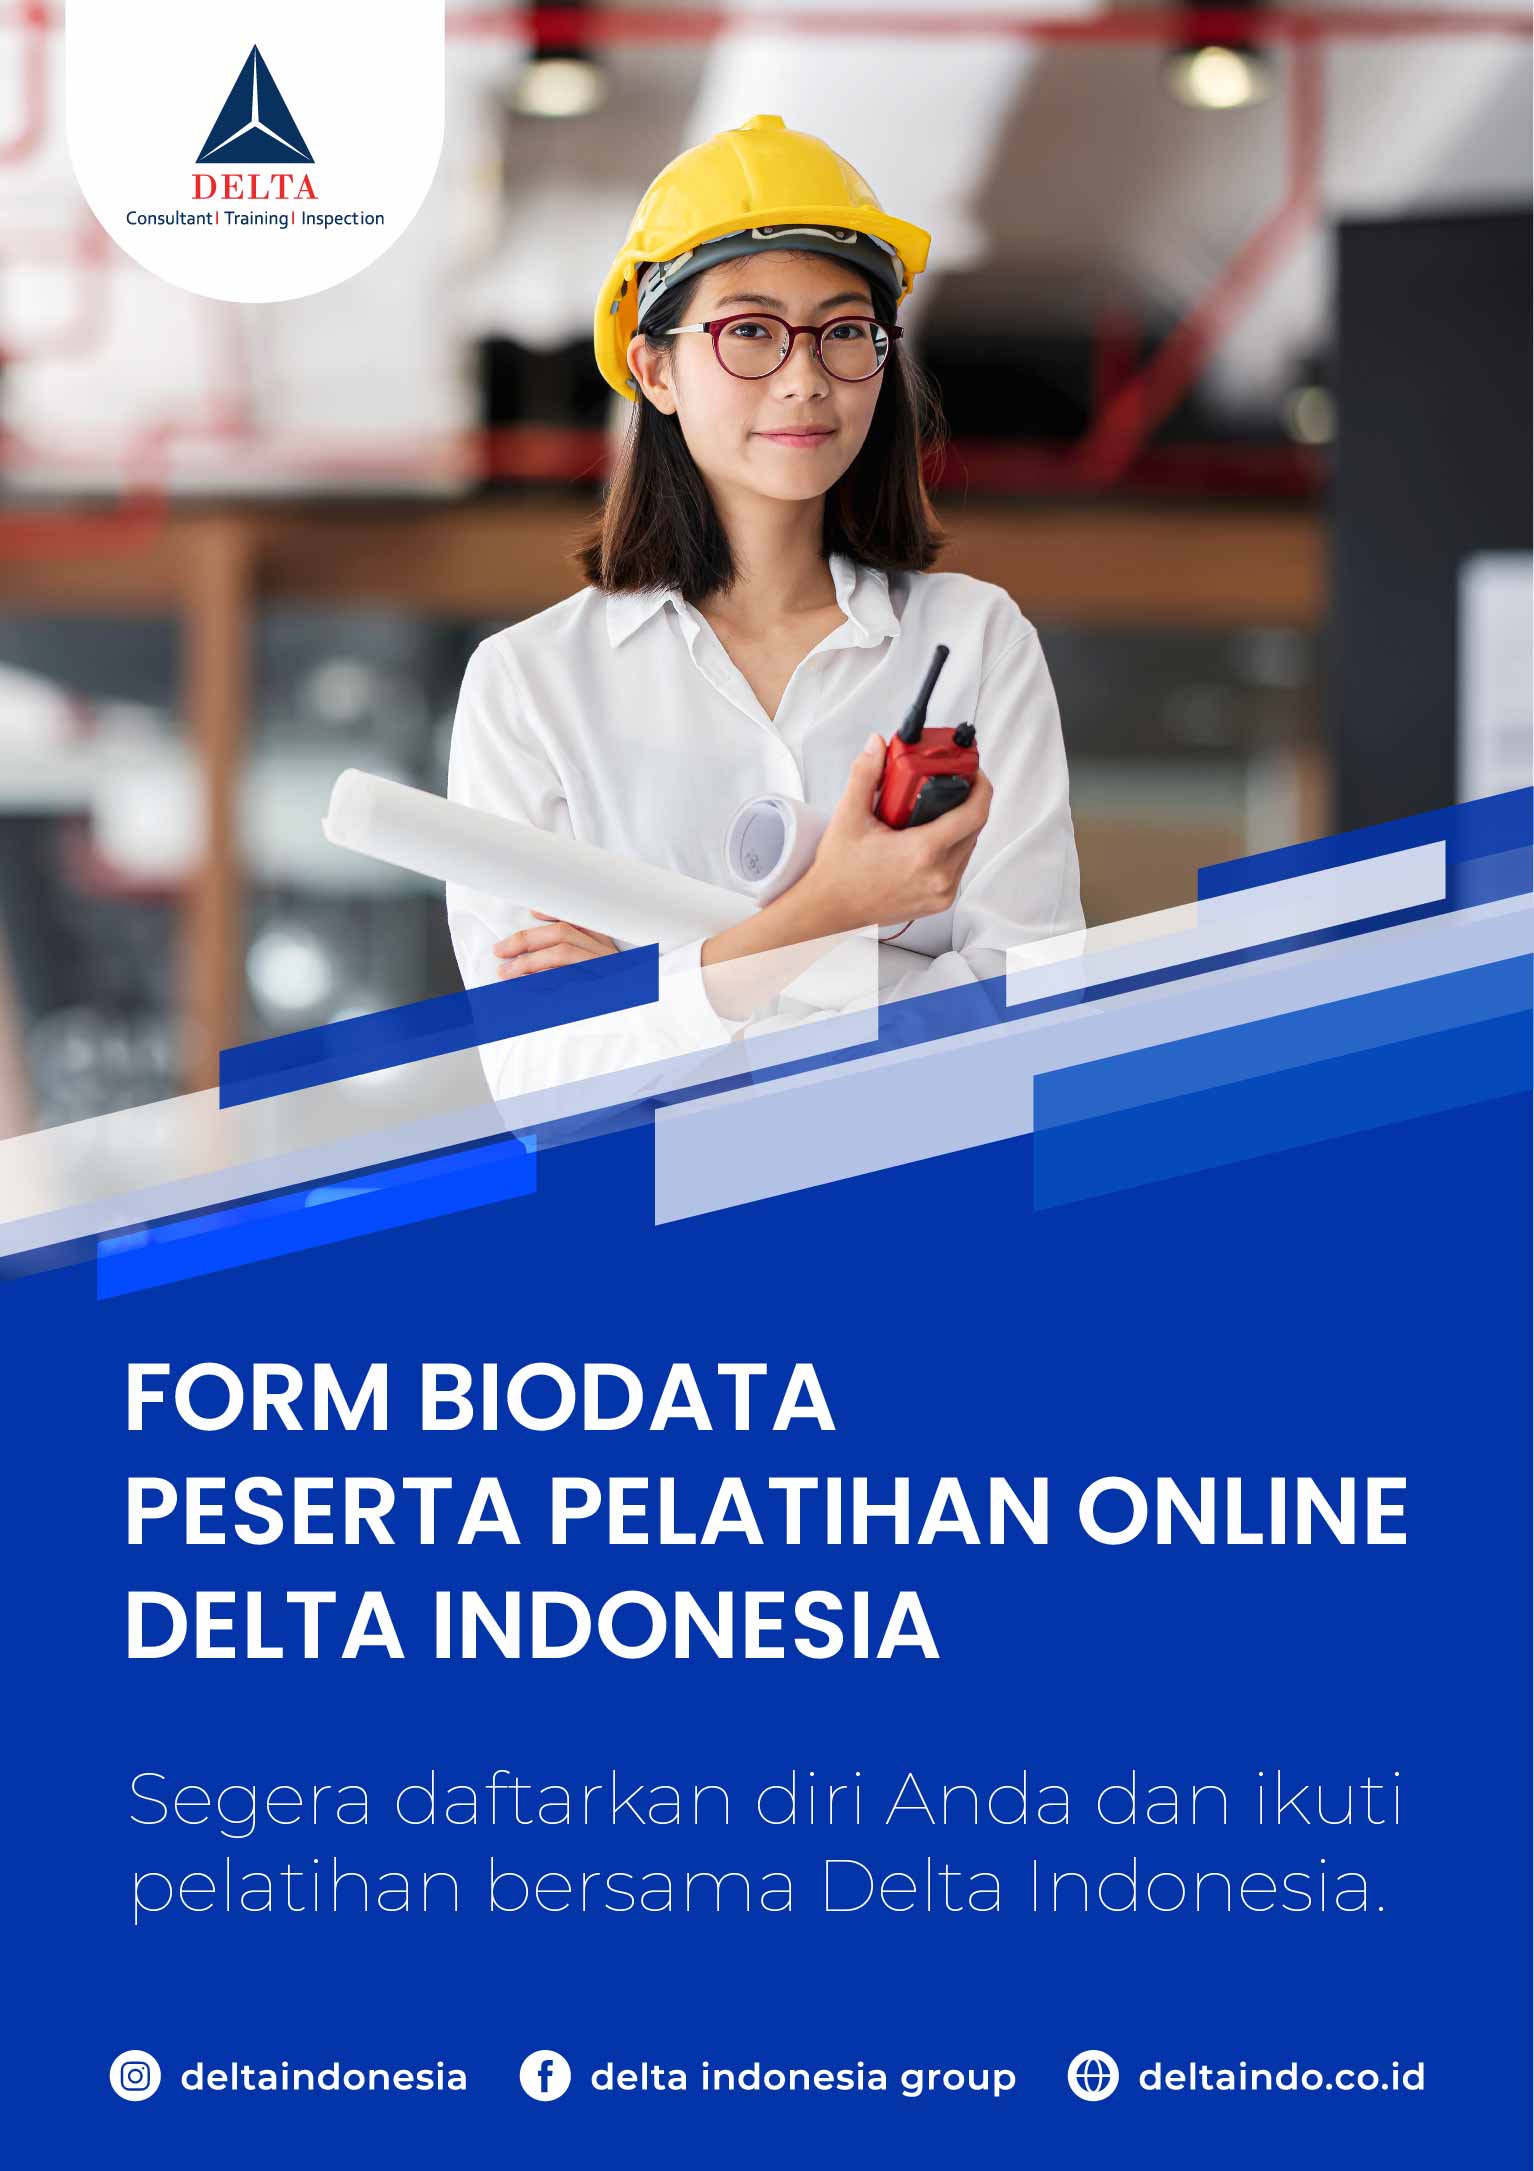 DELTA
Consultant| Training| Inspection
FORM BIODATA
PESERTA PELATIHAN ONLINE
DELTA INDONESIA
Segera daftarkan diri Anda dan ikuti
pelatihan bersama Delta Indonesia.
deltaindonesia delta indonesia group deltaindo.co.id